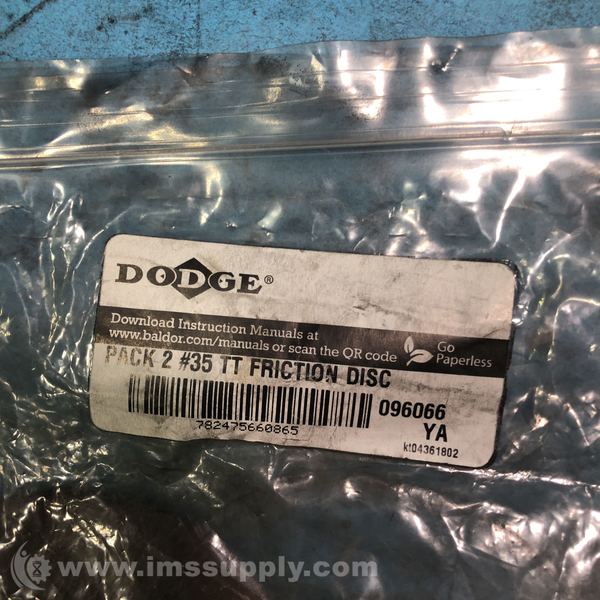 DODGE®
Download Instruction Manuals at
www.baldor.com/manuals or scan the QR code
Go
Paperless
PACK 2 #35 TT FRICTION DISC
096066
782475660865
YA
kt04361802
www.imssupply.com